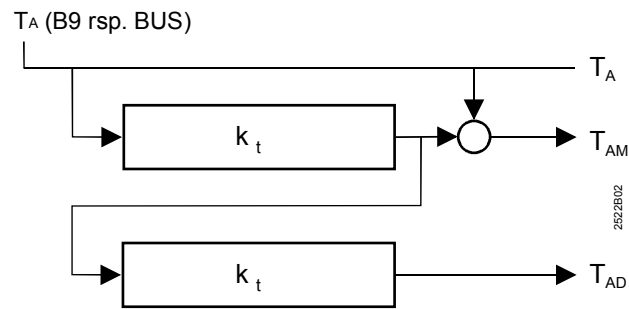 TA (B9 rsp. BUS)
TA
kt
TAM
2522B02
kt
TAD